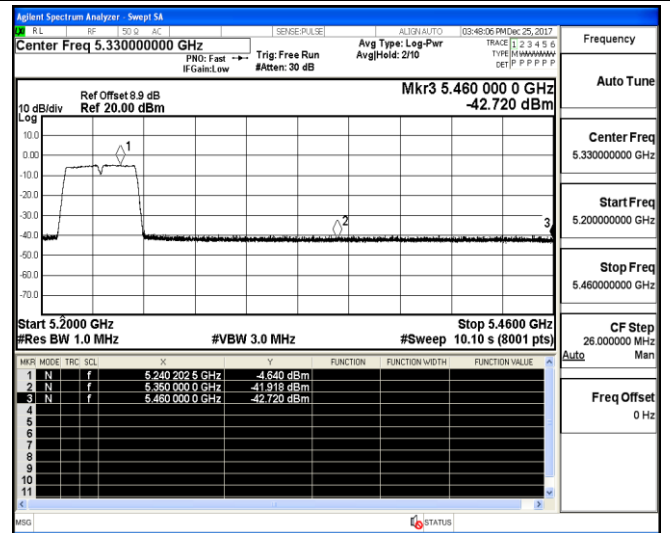 Agilent Spectrum Analyzer - Swept SA
RL RF 50 Ω AC SENSE:PULSE ALIGNAUTO 03:48:06 PM Dec 25, 2017
Center Freq 5.330000000 GHz
PNO: Fast
IFGain:Low
Trig: Free Run
#Atten: 30 dB
Avg Type: Log-Pwr
Avg|Hold: 2/10
TRACE 1 2 3 4 5 6
TYPE MWWWWW
DET P P P P P P
Ref Offset 8.9 dB
Ref 20.00 dBm
10 dB/div
Log
Mkr3 5.460 000 0 GHz
-42.720 dBm
10.0
0.00
-10.0
-20.0
-30.0
-40.0
-50.0
-60.0
-70.0
1
2
3
Start 5.2000 GHz
Stop 5.4600 GHz
#Res BW 1.0 MHz
#VBW 3.0 MHz
#Sweep 10.10 s (8001 pts)
MKR MODE TRC SCL X Y FUNCTION FUNCTION WIDTH FUNCTION VALUE
1 N f 5.240 202 5 GHz -4.640 dBm
2 N f 5.350 000 0 GHz -41.918 dBm
3 N f 5.460 000 0 GHz -42.720 dBm
4
5
6
7
8
9
10
11
MSG
STATUS
Frequency
Auto Tune
Center Freq
5.330000000 GHz
Start Freq
5.200000000 GHz
Stop Freq
5.460000000 GHz
CF Step
26.000000 MHz
Auto Man
Freq Offset
0 Hz